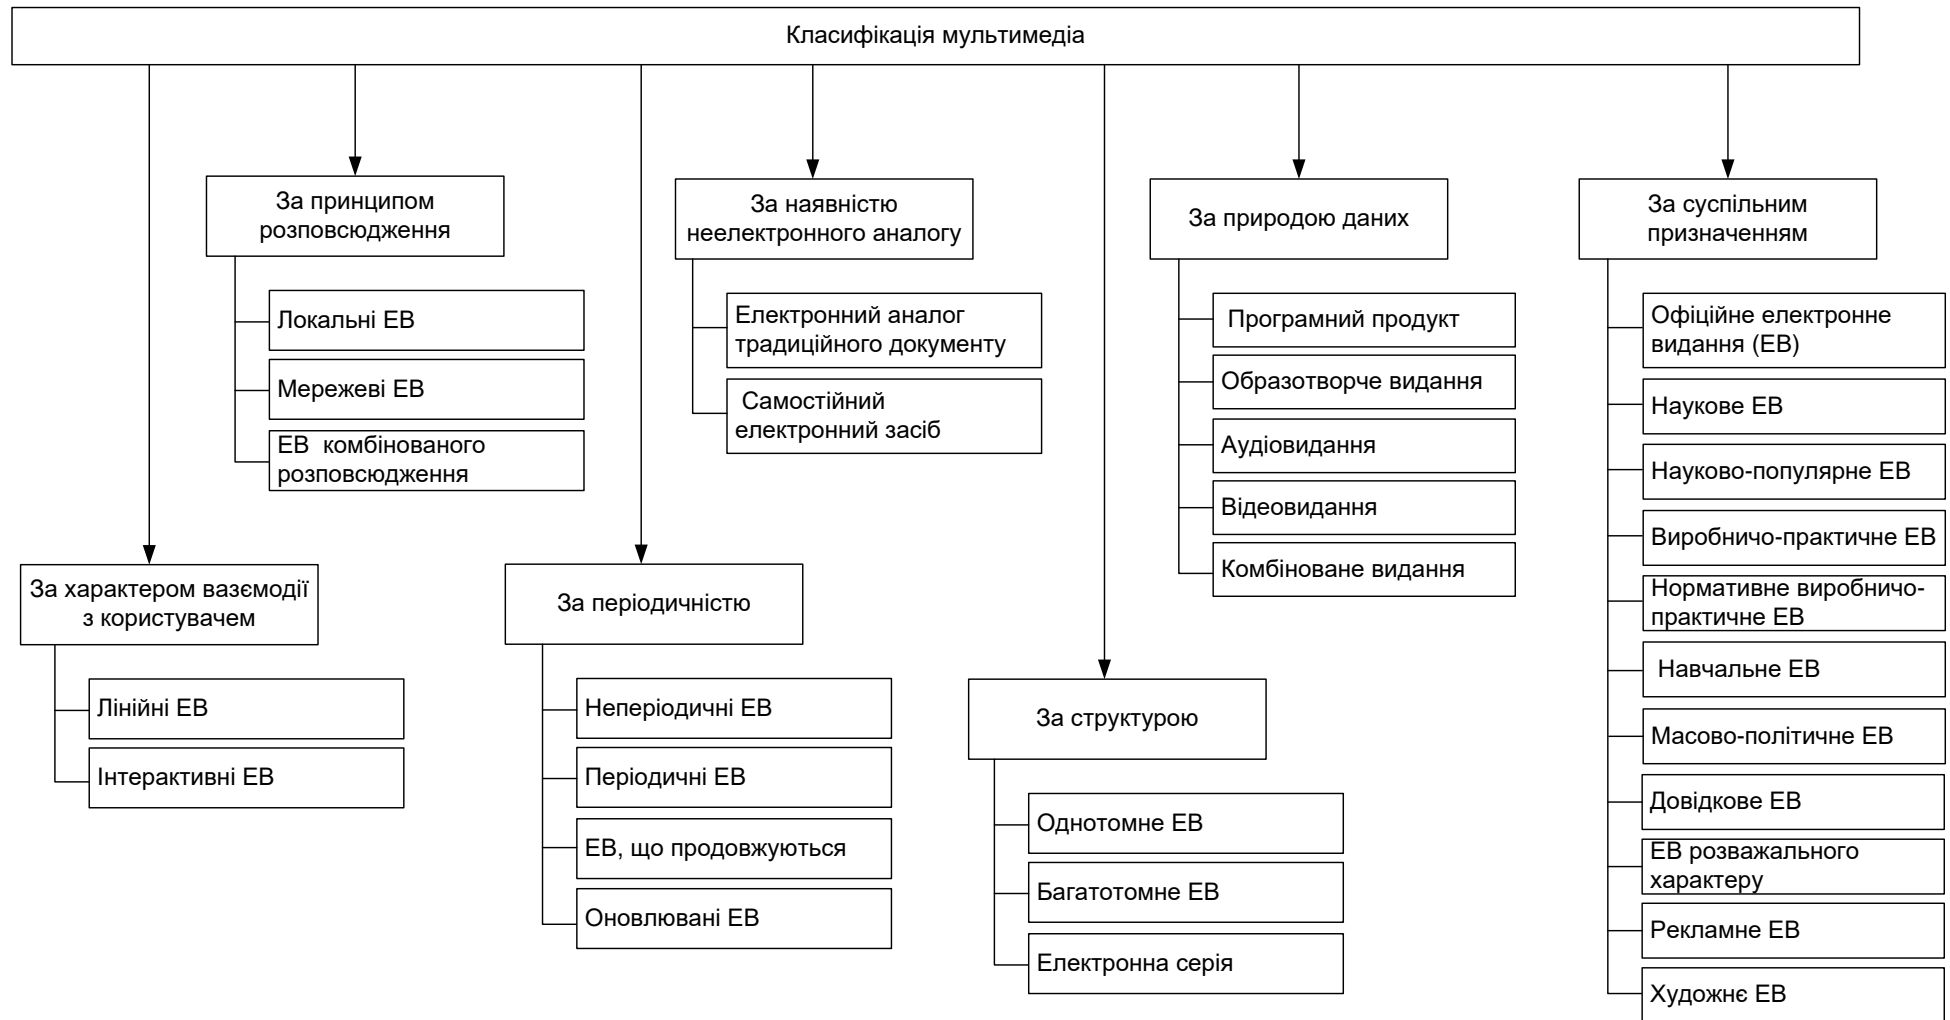 Класифікація мультимедіа
За принципом
розповсюдження
Локальні ЕВ
Мережеві ЕВ
ЕВ  комбінованого
розповсюдження
За наявністю
неелектронного аналогу
Електронний аналог
традиційного документу
Самостійний
електронний засіб
За природою даних
Програмний продукт
Образотворче видання
Аудіовидання
Відеовидання
Комбіноване видання
За суспільним
призначенням
Офіційне електронне
видання (ЕВ)
Наукове ЕВ
Науково-популярне ЕВ
Виробничо-практичне ЕВ
Нормативне виробничо-
практичне ЕВ
Навчальне ЕВ
Масово-політичне ЕВ
Довідкове ЕВ
ЕВ розважального
характеру
Рекламне ЕВ
Художнє ЕВ
За характером ваземодії
з користувачем
Лінійні ЕВ
Інтерактивні ЕВ
За періодичністю
Неперіодичні ЕВ
Періодичні ЕВ
ЕВ, що продовжуються
Оновлювані ЕВ
За структурою
Однотомне ЕВ
Багатотомне ЕВ
Електронна серія